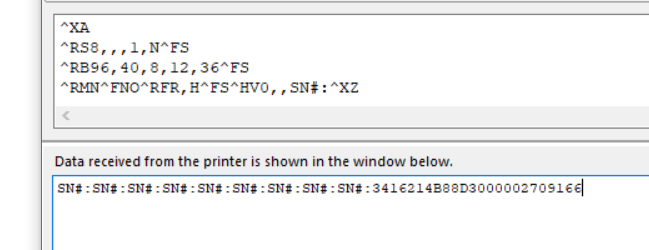 ^XA
^RS8,,,1,N^FS
^RB96,40,8,12,36^FS
^RMN^FNO^RFR,H^FS^HV0,,SN#:^XZ
<
Data received from the printer is shown in the window below.
SN#:SN#:SN#:SN#:SN#:SN#:SN#:SN#:SN#:3416214B88D3000002709166